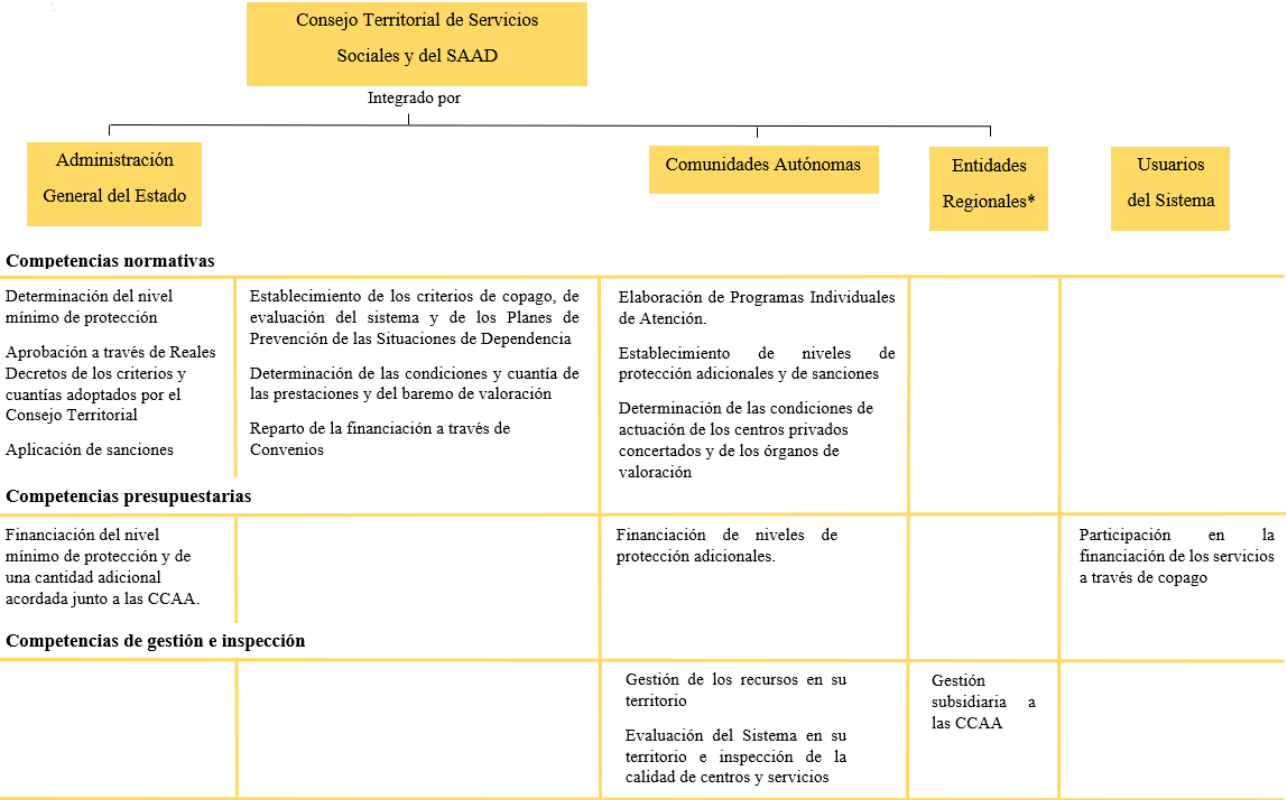 Consejo Territorial de Servicios
Sociales y del SAAD
Integrado por
Administración
General del Estado
Comunidades Autónomas
Entidades
Regionales*
Usuarios
del Sistema
Competencias normativas
Determinación del nivel
mínimo de protección
Aprobación a través de Reales
Decretos de los criterios y
cuantías adoptados por el
Consejo Territorial
Aplicación de sanciones
Establecimiento de los criterios de copago, de
evaluación del sistema y de los Planes de
Prevención de las Situaciones de Dependencia
Determinación de las condiciones y cuantía de
las prestaciones y del baremo de valoración
Reparto de la financiación a través de
Convenios
Elaboración de Programas Individuales
de Atención.
Establecimiento de niveles de
protección adicionales y de sanciones
Determinación de las condiciones de
actuación de los centros privados
concertados y de los órganos de
valoración
Competencias presupuestarias
Financiación del nivel
mínimo de protección y de
una cantidad adicional
acordada junto a las CCAA.
Financiación de niveles de
protección adicionales.
Participación en la
financiación de los servicios
a través de copago
Competencias de gestión e inspección
Gestión de los recursos en su
territorio
Evaluación del Sistema en su
territorio e inspección de la
calidad de centros y servicios
Gestión
subsidiaria a
las CCAA